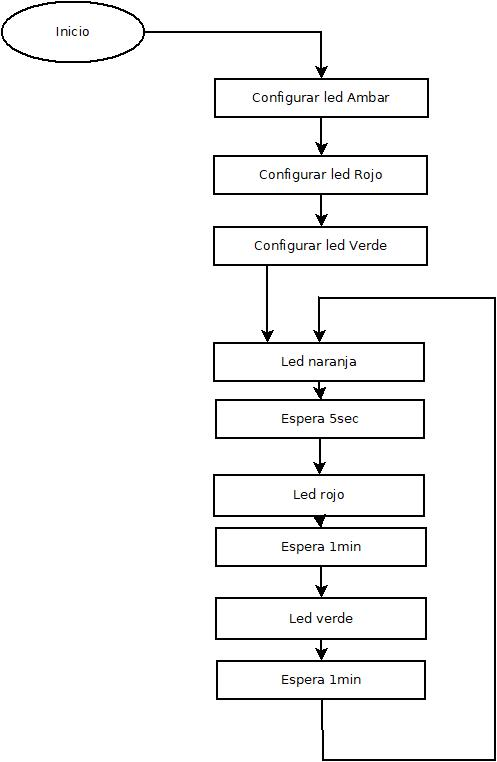 Inicio
Configurar led Ambar
Configurar led Rojo
Configurar led Verde
Led naranja
Espera 5sec
Led rojo
Espera 1min
Led verde
Espera 1min